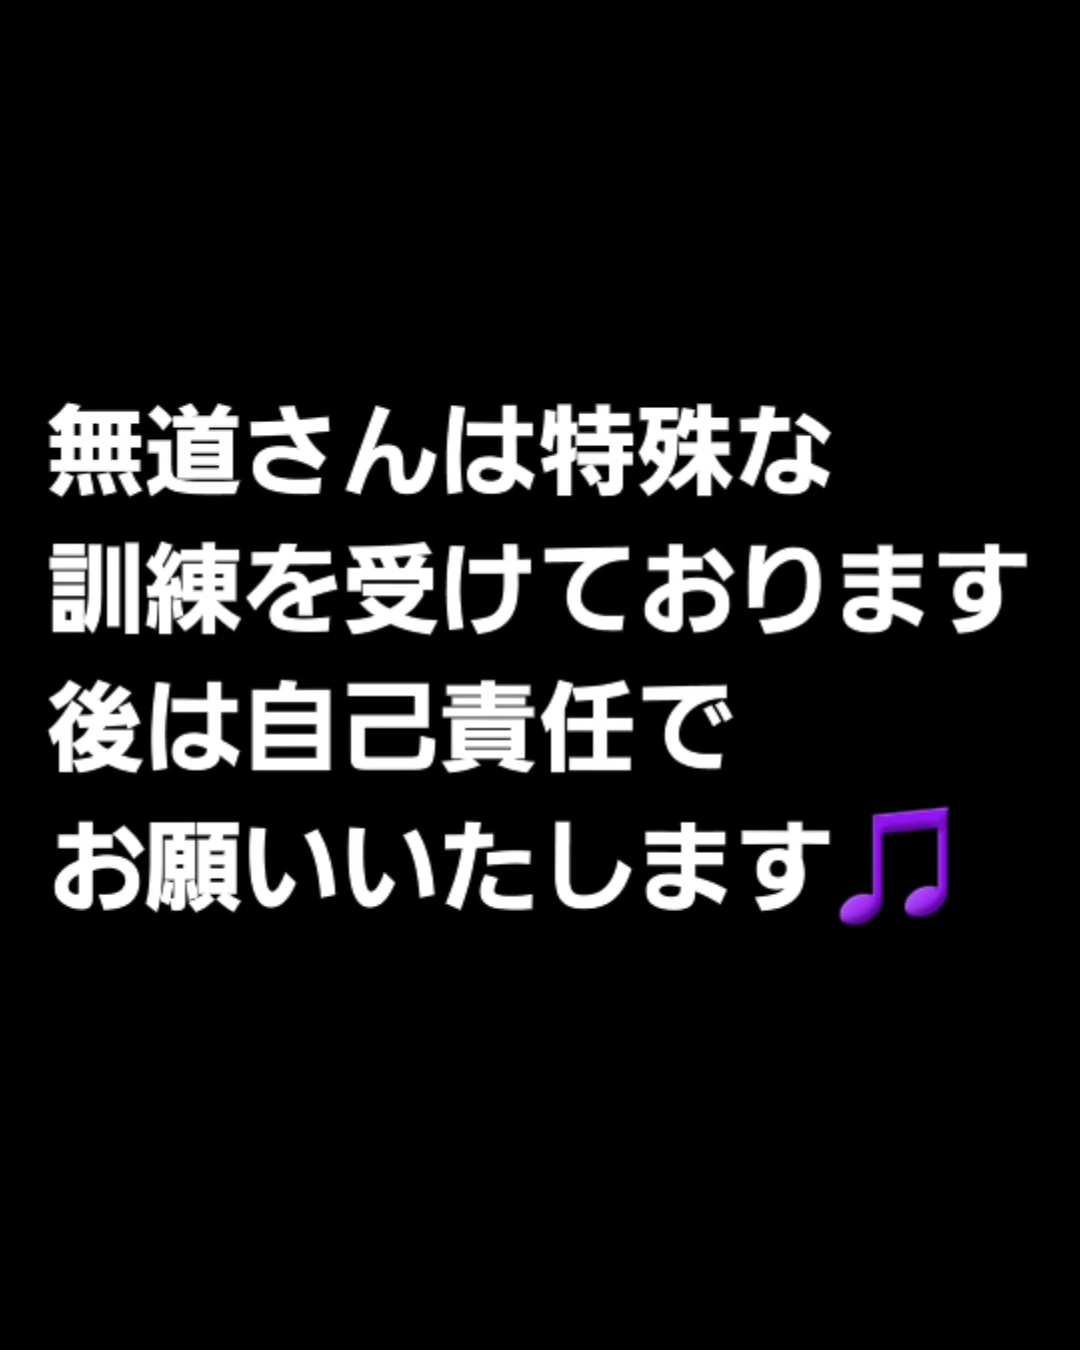 無道さんは特殊な
訓練を受けております
後は自己責任で
お願いいたします🎵